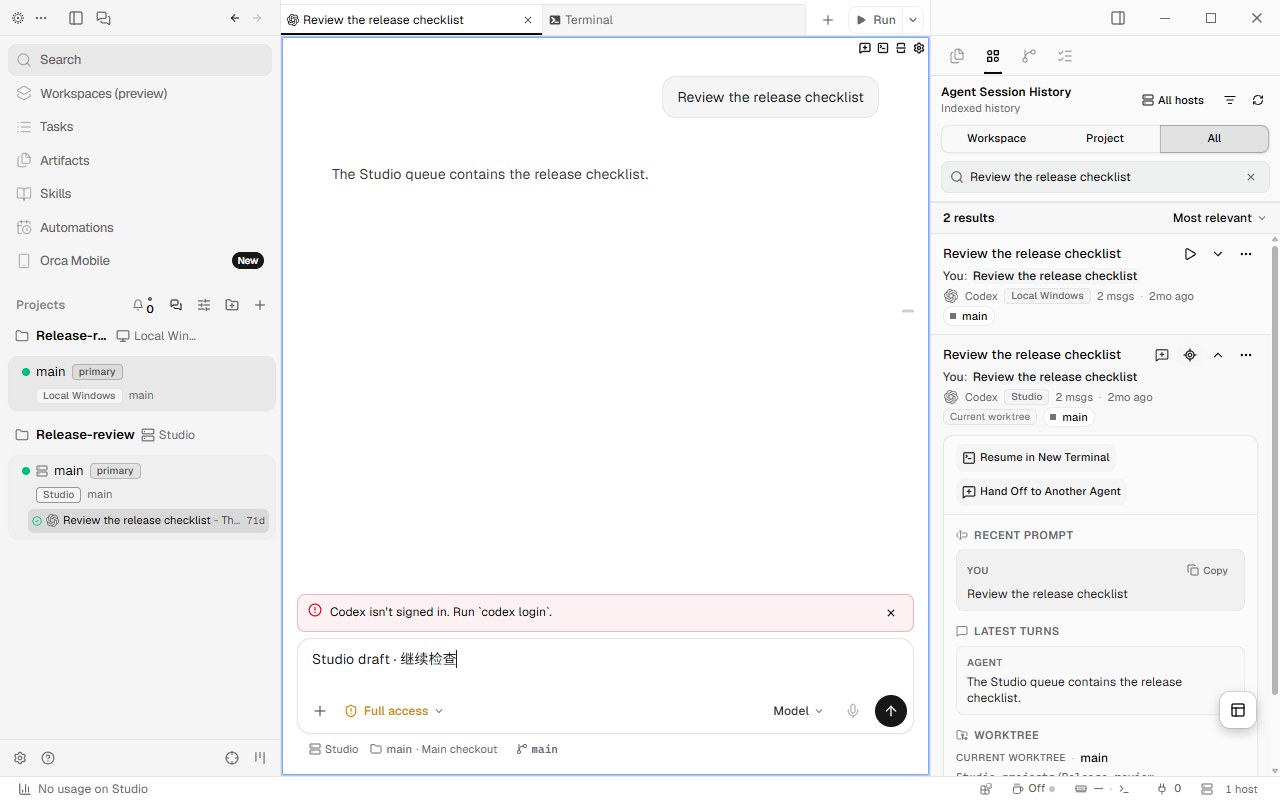 Review the release checklist
Terminal
Run
Search
Workspaces (preview)
Tasks
Artifacts
Skills
Automations
Orca Mobile
New
Projects
0
Release-r... Local Win...
main primary
Local Windows main
Release-review Studio
main primary
Studio main
Review the release checklist - Th... 71d
No usage on Studio
Review the release checklist
The Studio queue contains the release checklist.
Codex isn't signed in. Run `codex login`.
Studio draft · 继续检查
Full access
Model
Studio main · Main checkout main
Agent Session History
Indexed history
All hosts
Workspace Project All
Review the release checklist
2 results
Most relevant
Review the release checklist
You: Review the release checklist
Codex Local Windows 2 msgs · 2mo ago
main
Review the release checklist
You: Review the release checklist
Codex Studio 2 msgs · 2mo ago
Current worktree main
Resume in New Terminal
Hand Off to Another Agent
RECENT PROMPT
YOU
Copy
Review the release checklist
LATEST TURNS
AGENT
The Studio queue contains the release
checklist.
WORKTREE
CURRENT WORKTREE · main
Off
0
1 host